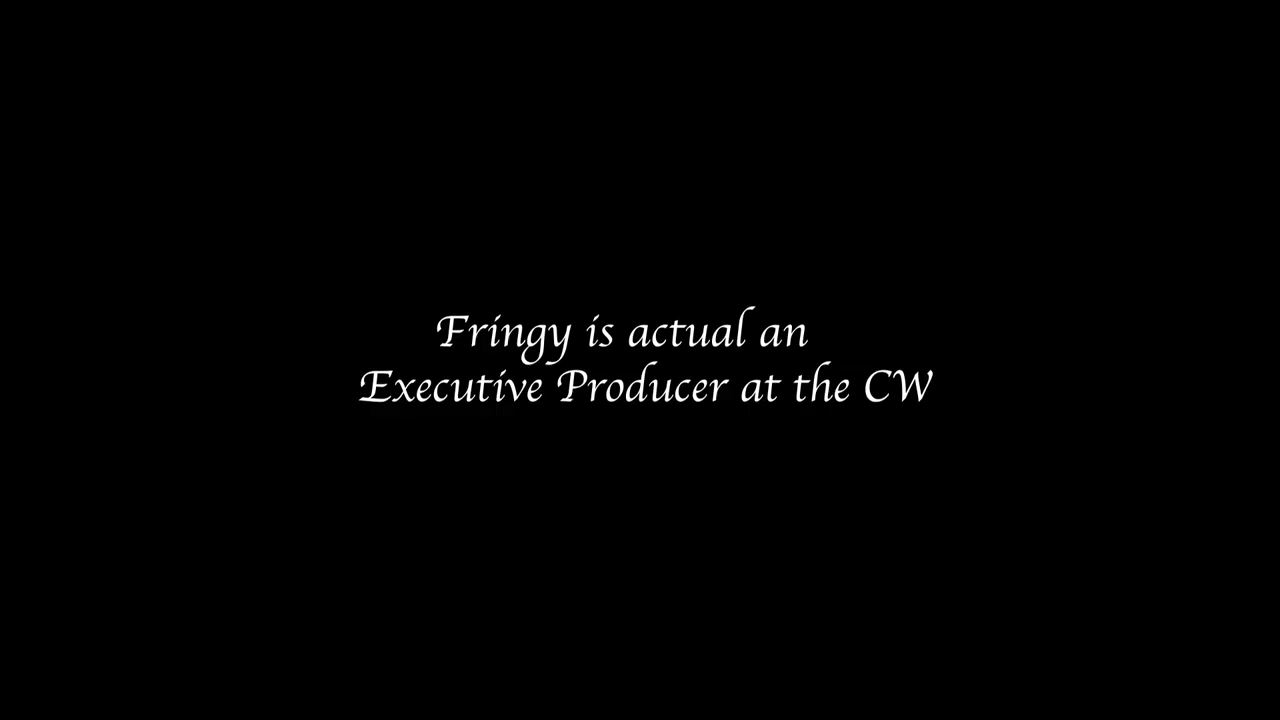 Fringy is actual an
Executive Producer at the CW